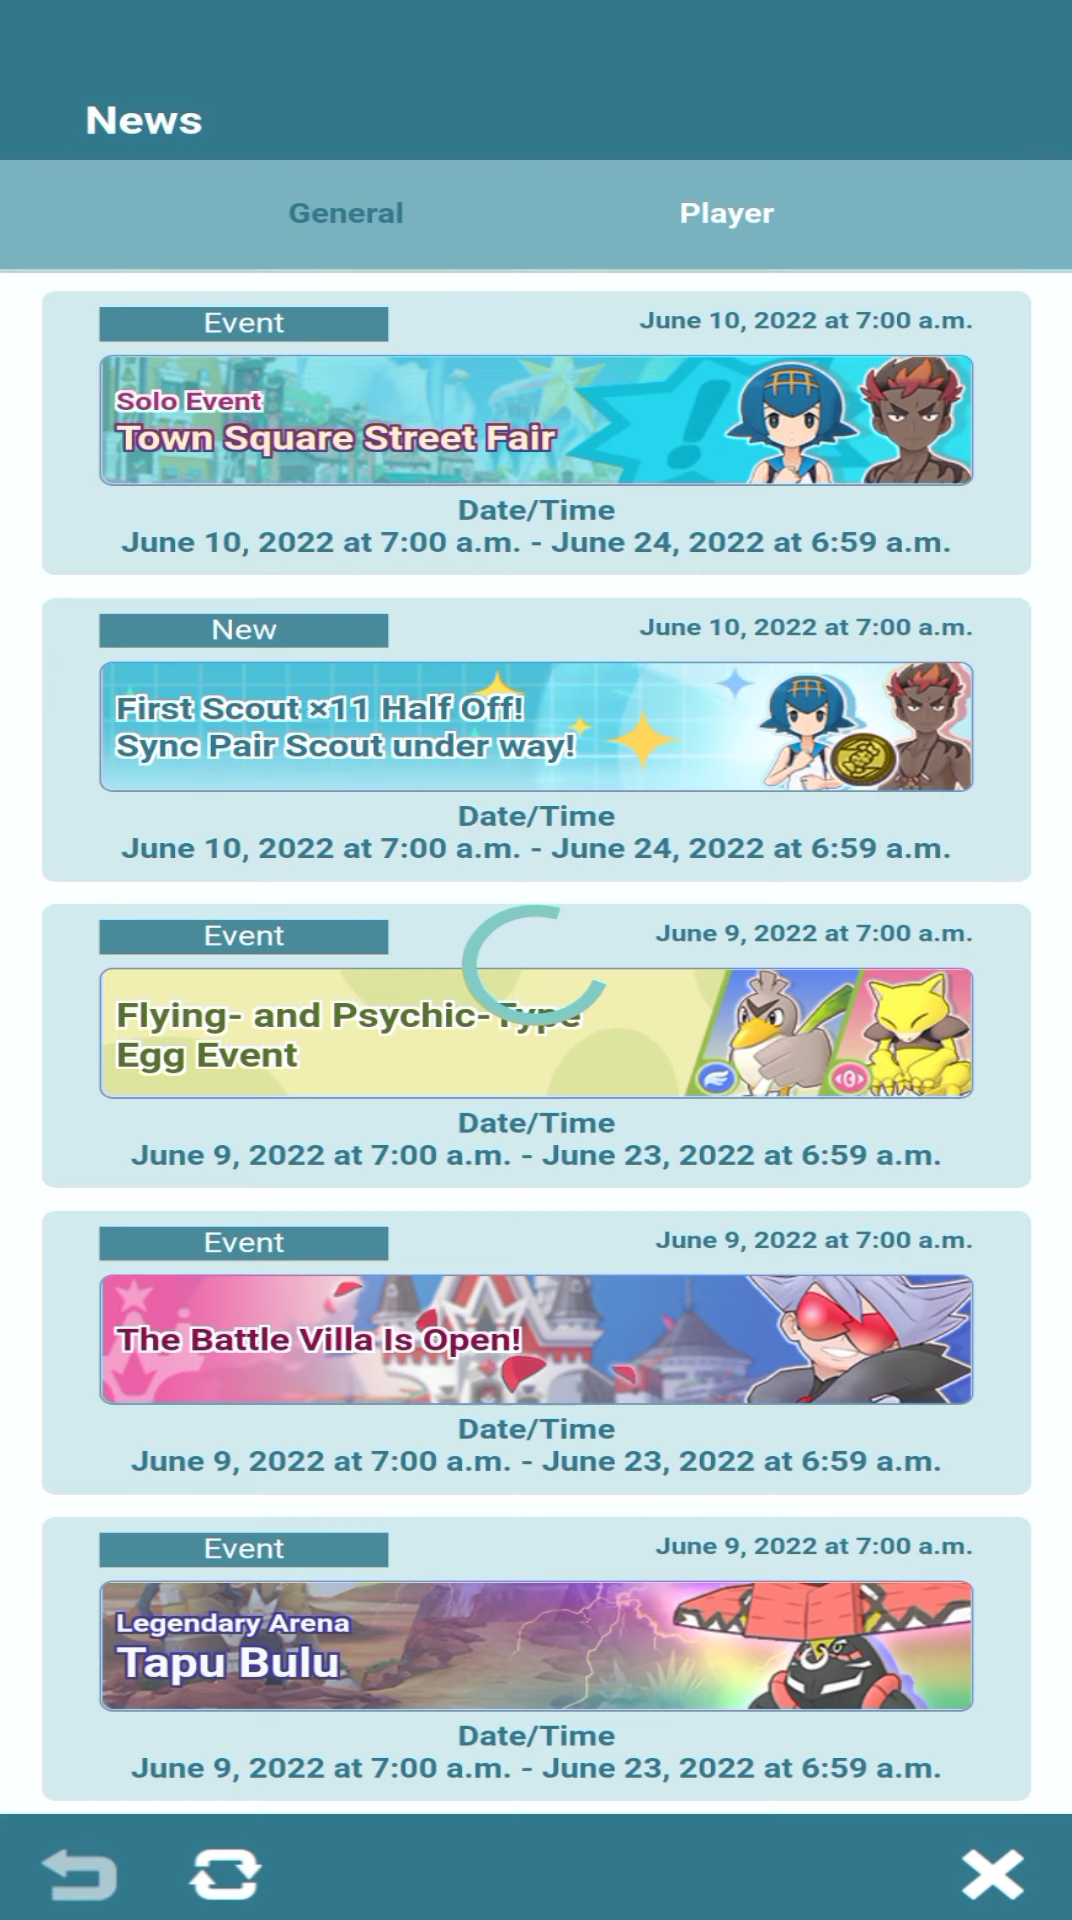 News
General
Player
Event
June 10, 2022 at 7:00 a.m.
Solo Event
Town Square Street Fair
Date/Time
June 10, 2022 at 7:00 a.m. - June 24, 2022 at 6:59 a.m.
New
June 10, 2022 at 7:00 a.m.
First Scout ×11 Half Off!
Sync Pair Scout under way!
Date/Time
June 10, 2022 at 7:00 a.m. - June 24, 2022 at 6:59 a.m.
Event
June 9, 2022 at 7:00 a.m.
Flying- and Psychic-Type
Egg Event
Date/Time
June 9, 2022 at 7:00 a.m. - June 23, 2022 at 6:59 a.m.
Event
June 9, 2022 at 7:00 a.m.
The Battle Villa Is Open!
Date/Time
June 9, 2022 at 7:00 a.m. - June 23, 2022 at 6:59 a.m.
Event
June 9, 2022 at 7:00 a.m.
Legendary Arena
Tapu Bulu
Date/Time
June 9, 2022 at 7:00 a.m. - June 23, 2022 at 6:59 a.m.